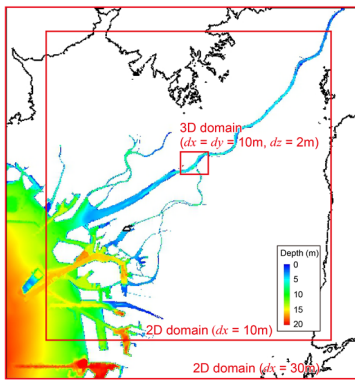 3D domain
(dx = dy = 10m, dz = 2m)
Depth (m)
0
5
10
15
20
2D domain (dx = 10m)
2D domain (dx = 30m)